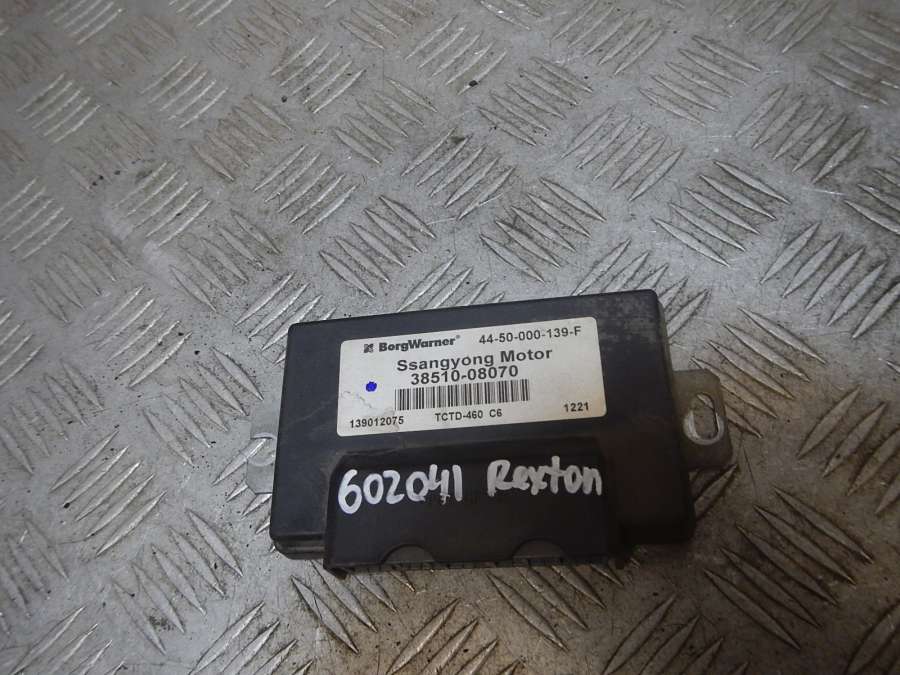 BorgWarner® 44-50-000-139-F
Ssangyong Motor
38510-08070
139012075 TCTD-460 C6 1221
602041 Rexton